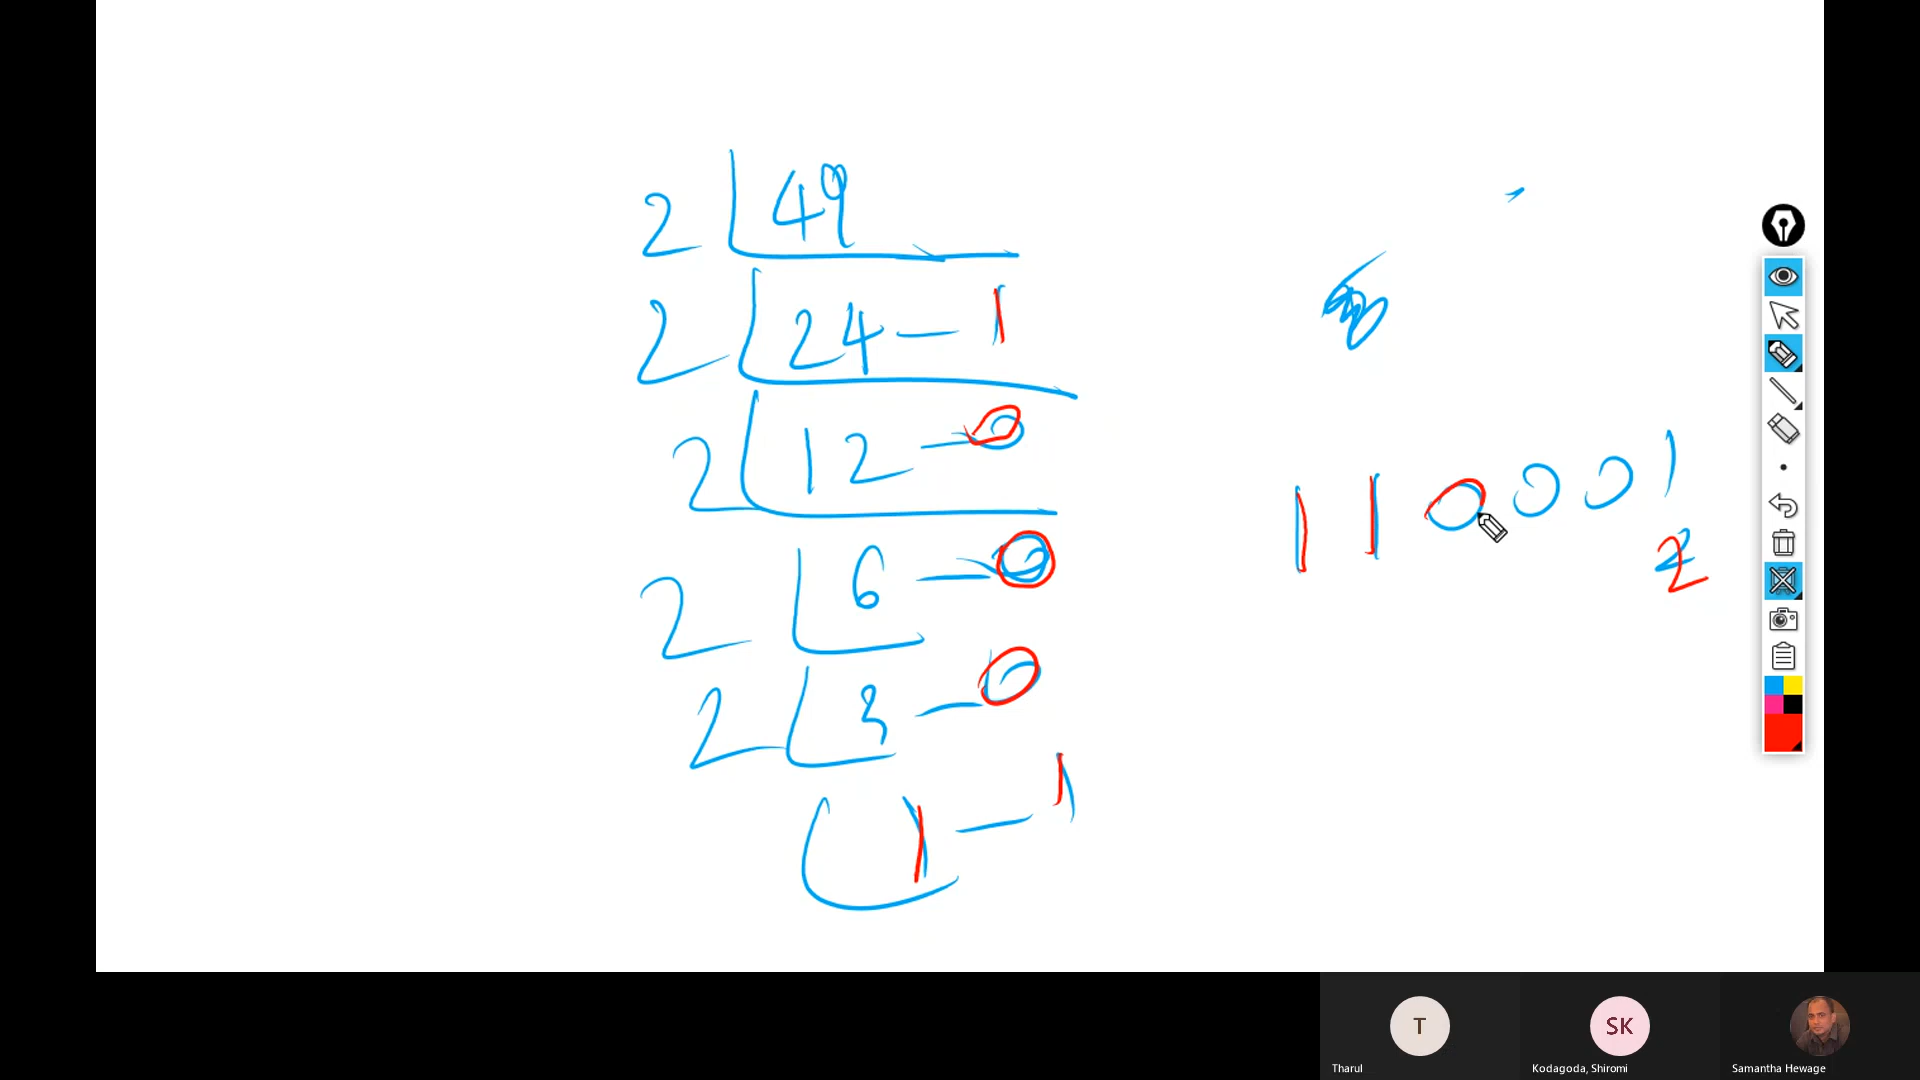 2 49
2 24 - 1
2 12 - 0
2 6 - 0
2 3 - 0
1 - 1
110001
2
T
SK
Tharul
Kodagoda, Shiromi
Samantha Hewage